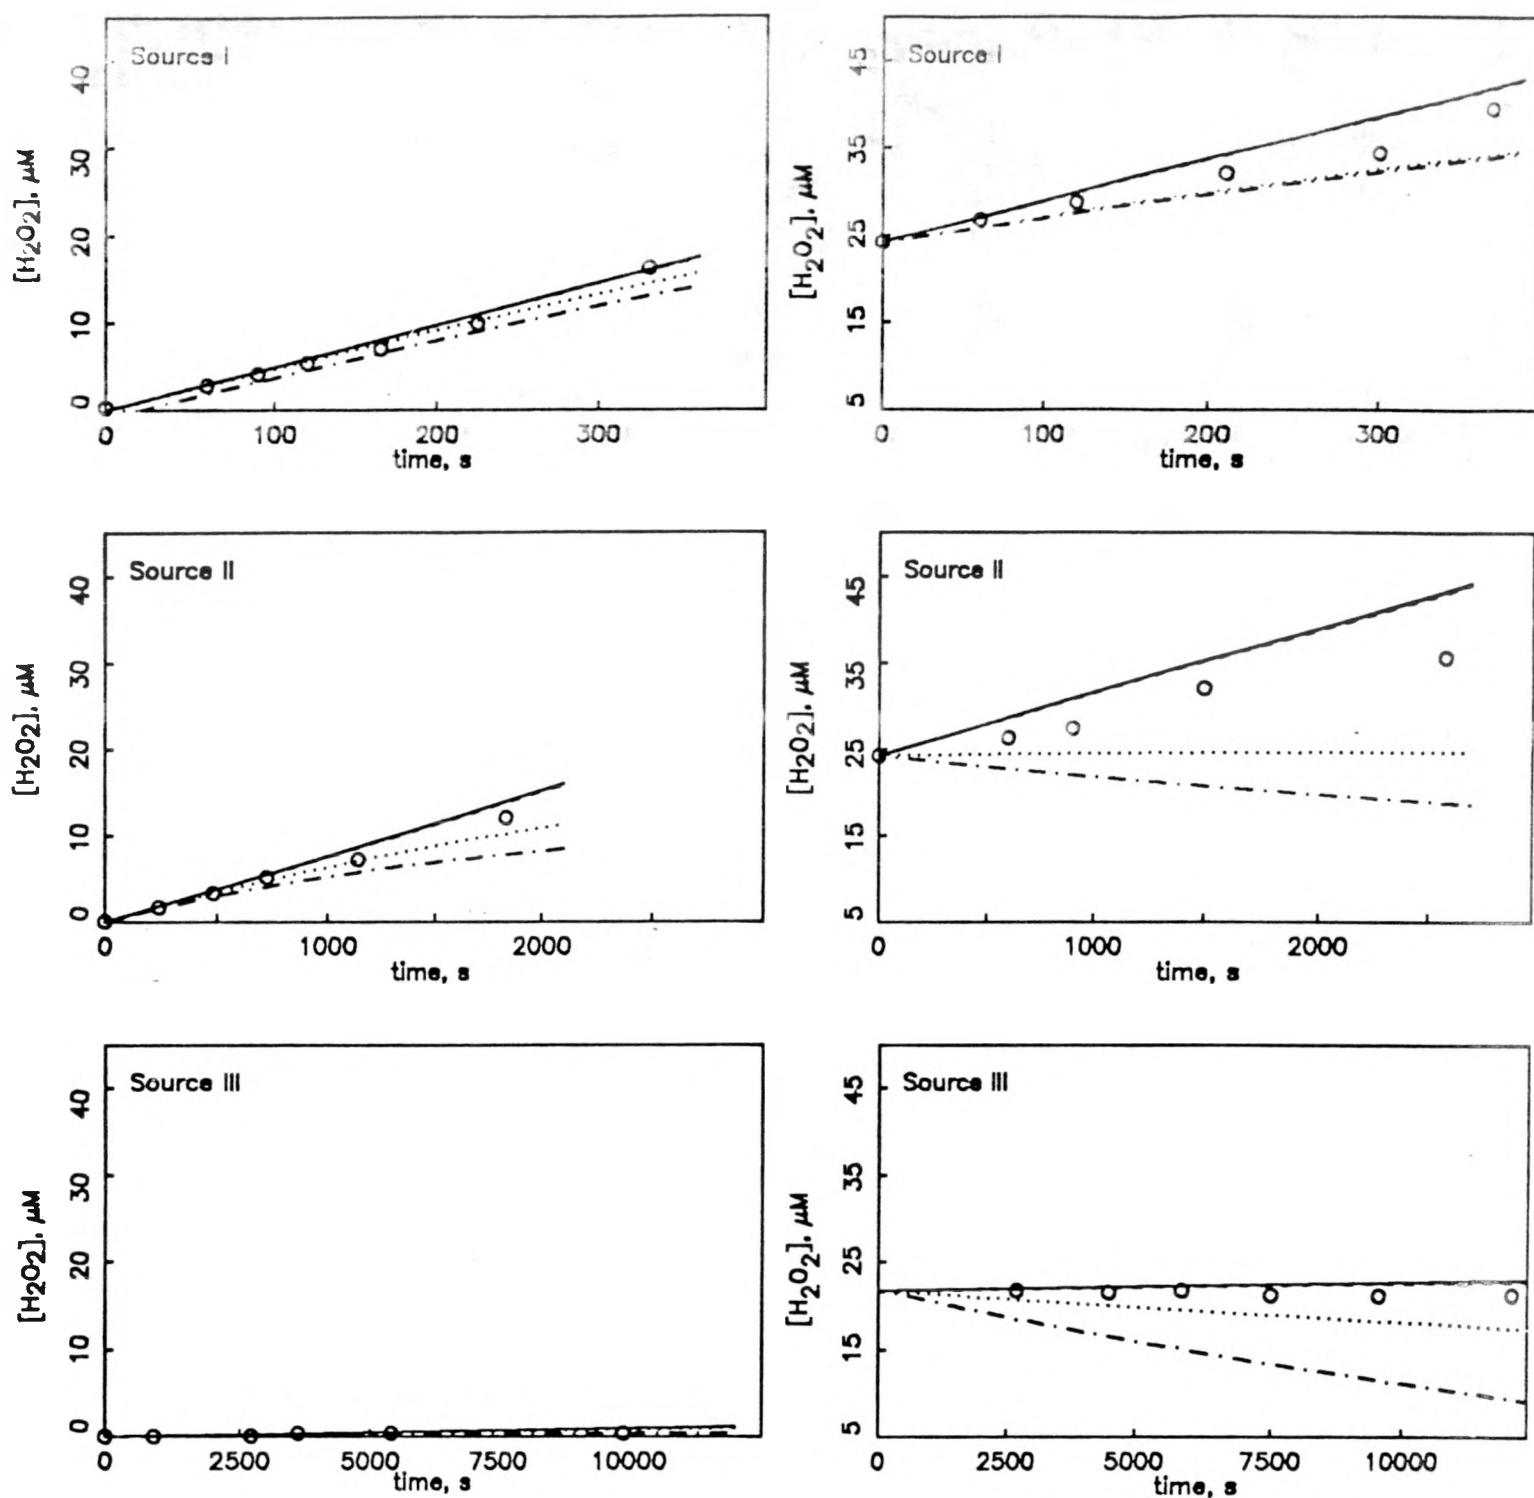 Source I
[H2O2], μM
40
30
20
10
0
0 100 200 300
time, s
Source I
[H2O2], μM
45
35
25
15
5
0 100 200 300
time, s
Source II
[H2O2], μM
40
30
20
10
0
0 1000 2000
time, s
Source II
[H2O2], μM
45
35
25
15
5
0 1000 2000
time, s
Source III
[H2O2], μM
40
30
20
10
0
0 2500 5000 7500 10000
time, s
Source III
[H2O2], μM
45
35
25
15
5
0 2500 5000 7500 10000
time, s